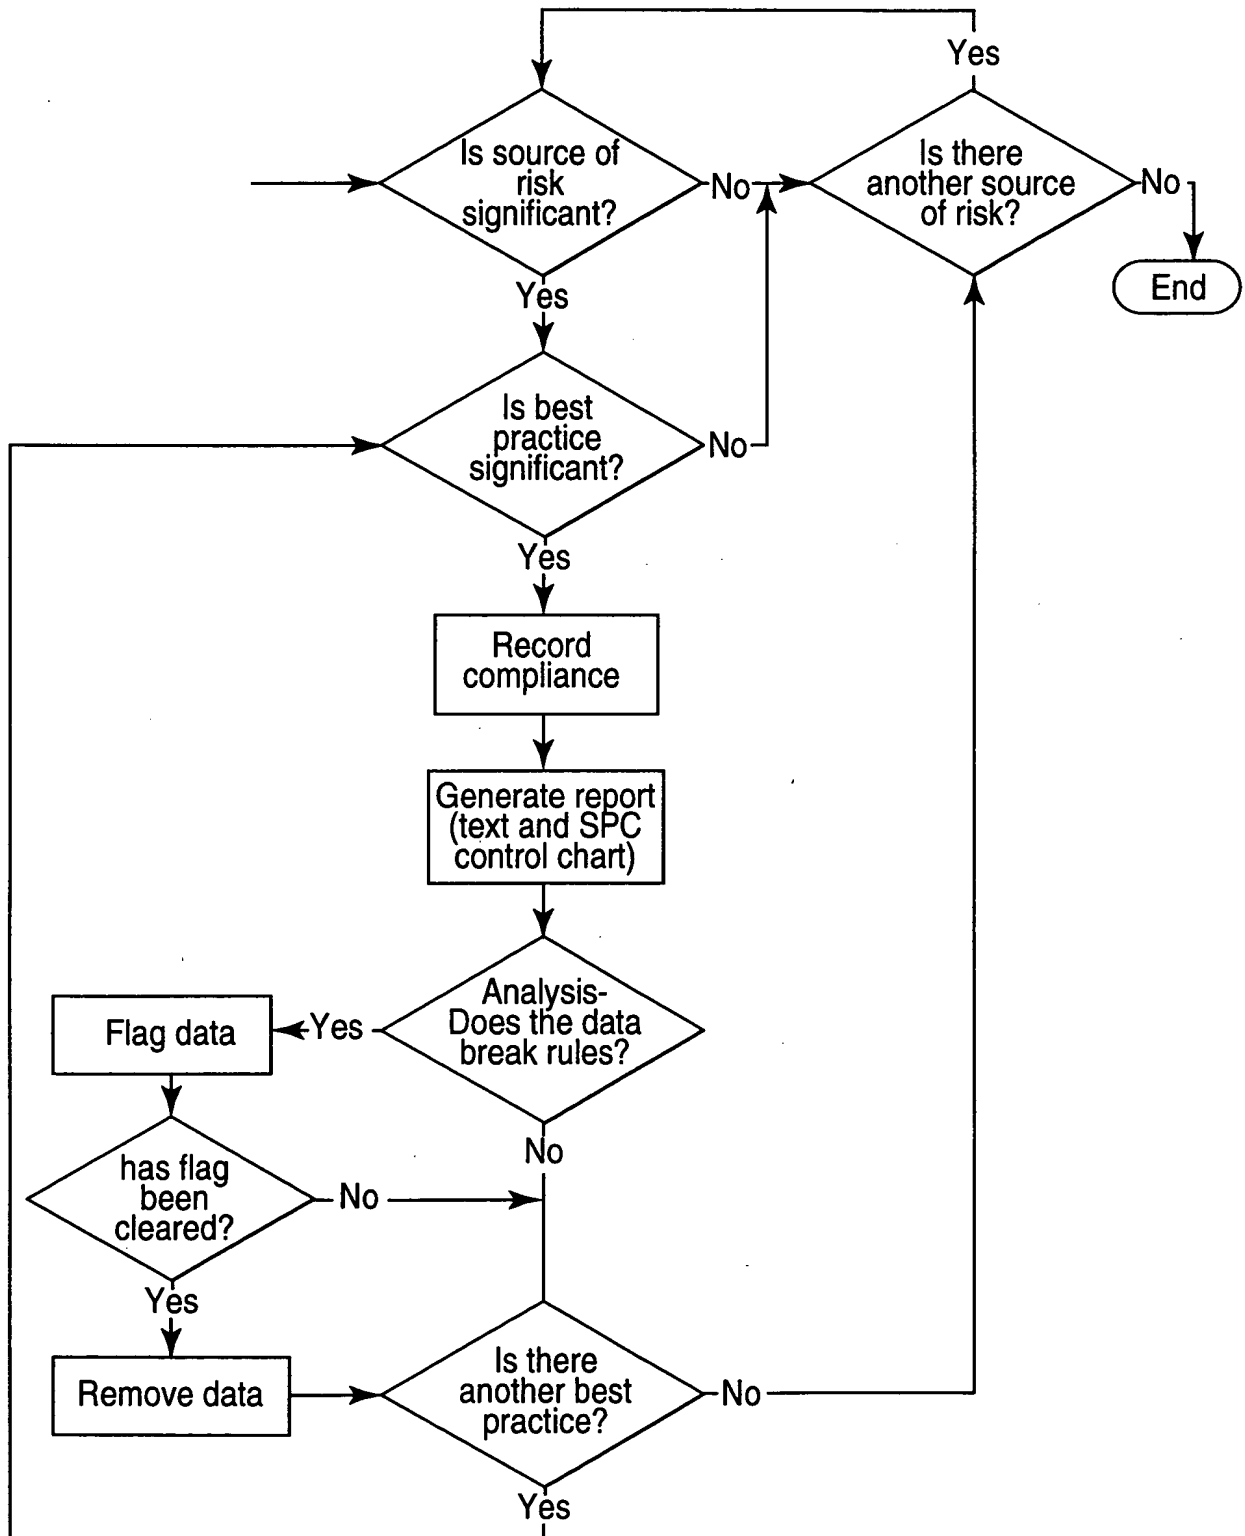 Yes
Is source of
risk
significant?
No
Is there
another source
of risk?
No
End
Yes
Is best
practice
significant?
No
Yes
Record
compliance
Generate report
(text and SPC
control chart)
Analysis-
Does the data
break rules?
Yes
Flag data
No
has flag
been
cleared?
No
Yes
Remove data
Is there
another best
practice?
No
Yes